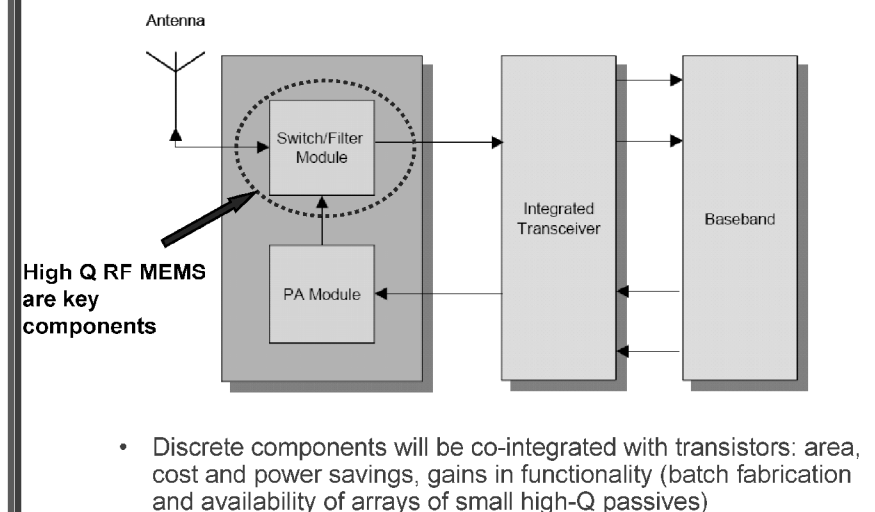 Antenna
Switch/Filter
Module
Integrated
Transceiver
Baseband
High Q RF MEMS
are key
components
PA Module
• Discrete components will be co-integrated with transistors: area,
cost and power savings, gains in functionality (batch fabrication
and availability of arrays of small high-Q passives)